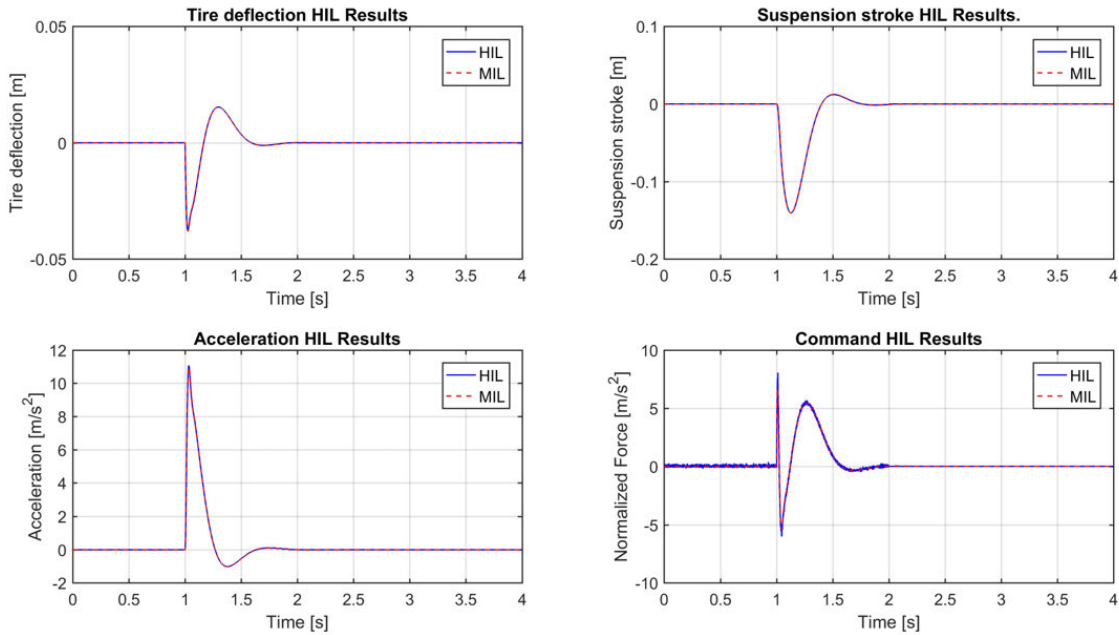 Tire deflection HIL Results
0.05
0
-0.05
Tire deflection [m]
HIL
MIL
0 0.5 1 1.5 2 2.5 3 3.5 4
Time [s]
Suspension stroke HIL Results.
0.1
0
-0.1
-0.2
Suspension stroke [m]
HIL
MIL
0 0.5 1 1.5 2 2.5 3 3.5 4
Time [s]
Acceleration HIL Results
12
10
8
6
4
2
0
-2
Acceleration [m/s²]
HIL
MIL
0 0.5 1 1.5 2 2.5 3 3.5 4
Time [s]
Command HIL Results
10
5
0
-5
-10
Normalized Force [m/s²]
HIL
MIL
0 0.5 1 1.5 2 2.5 3 3.5 4
Time [s]